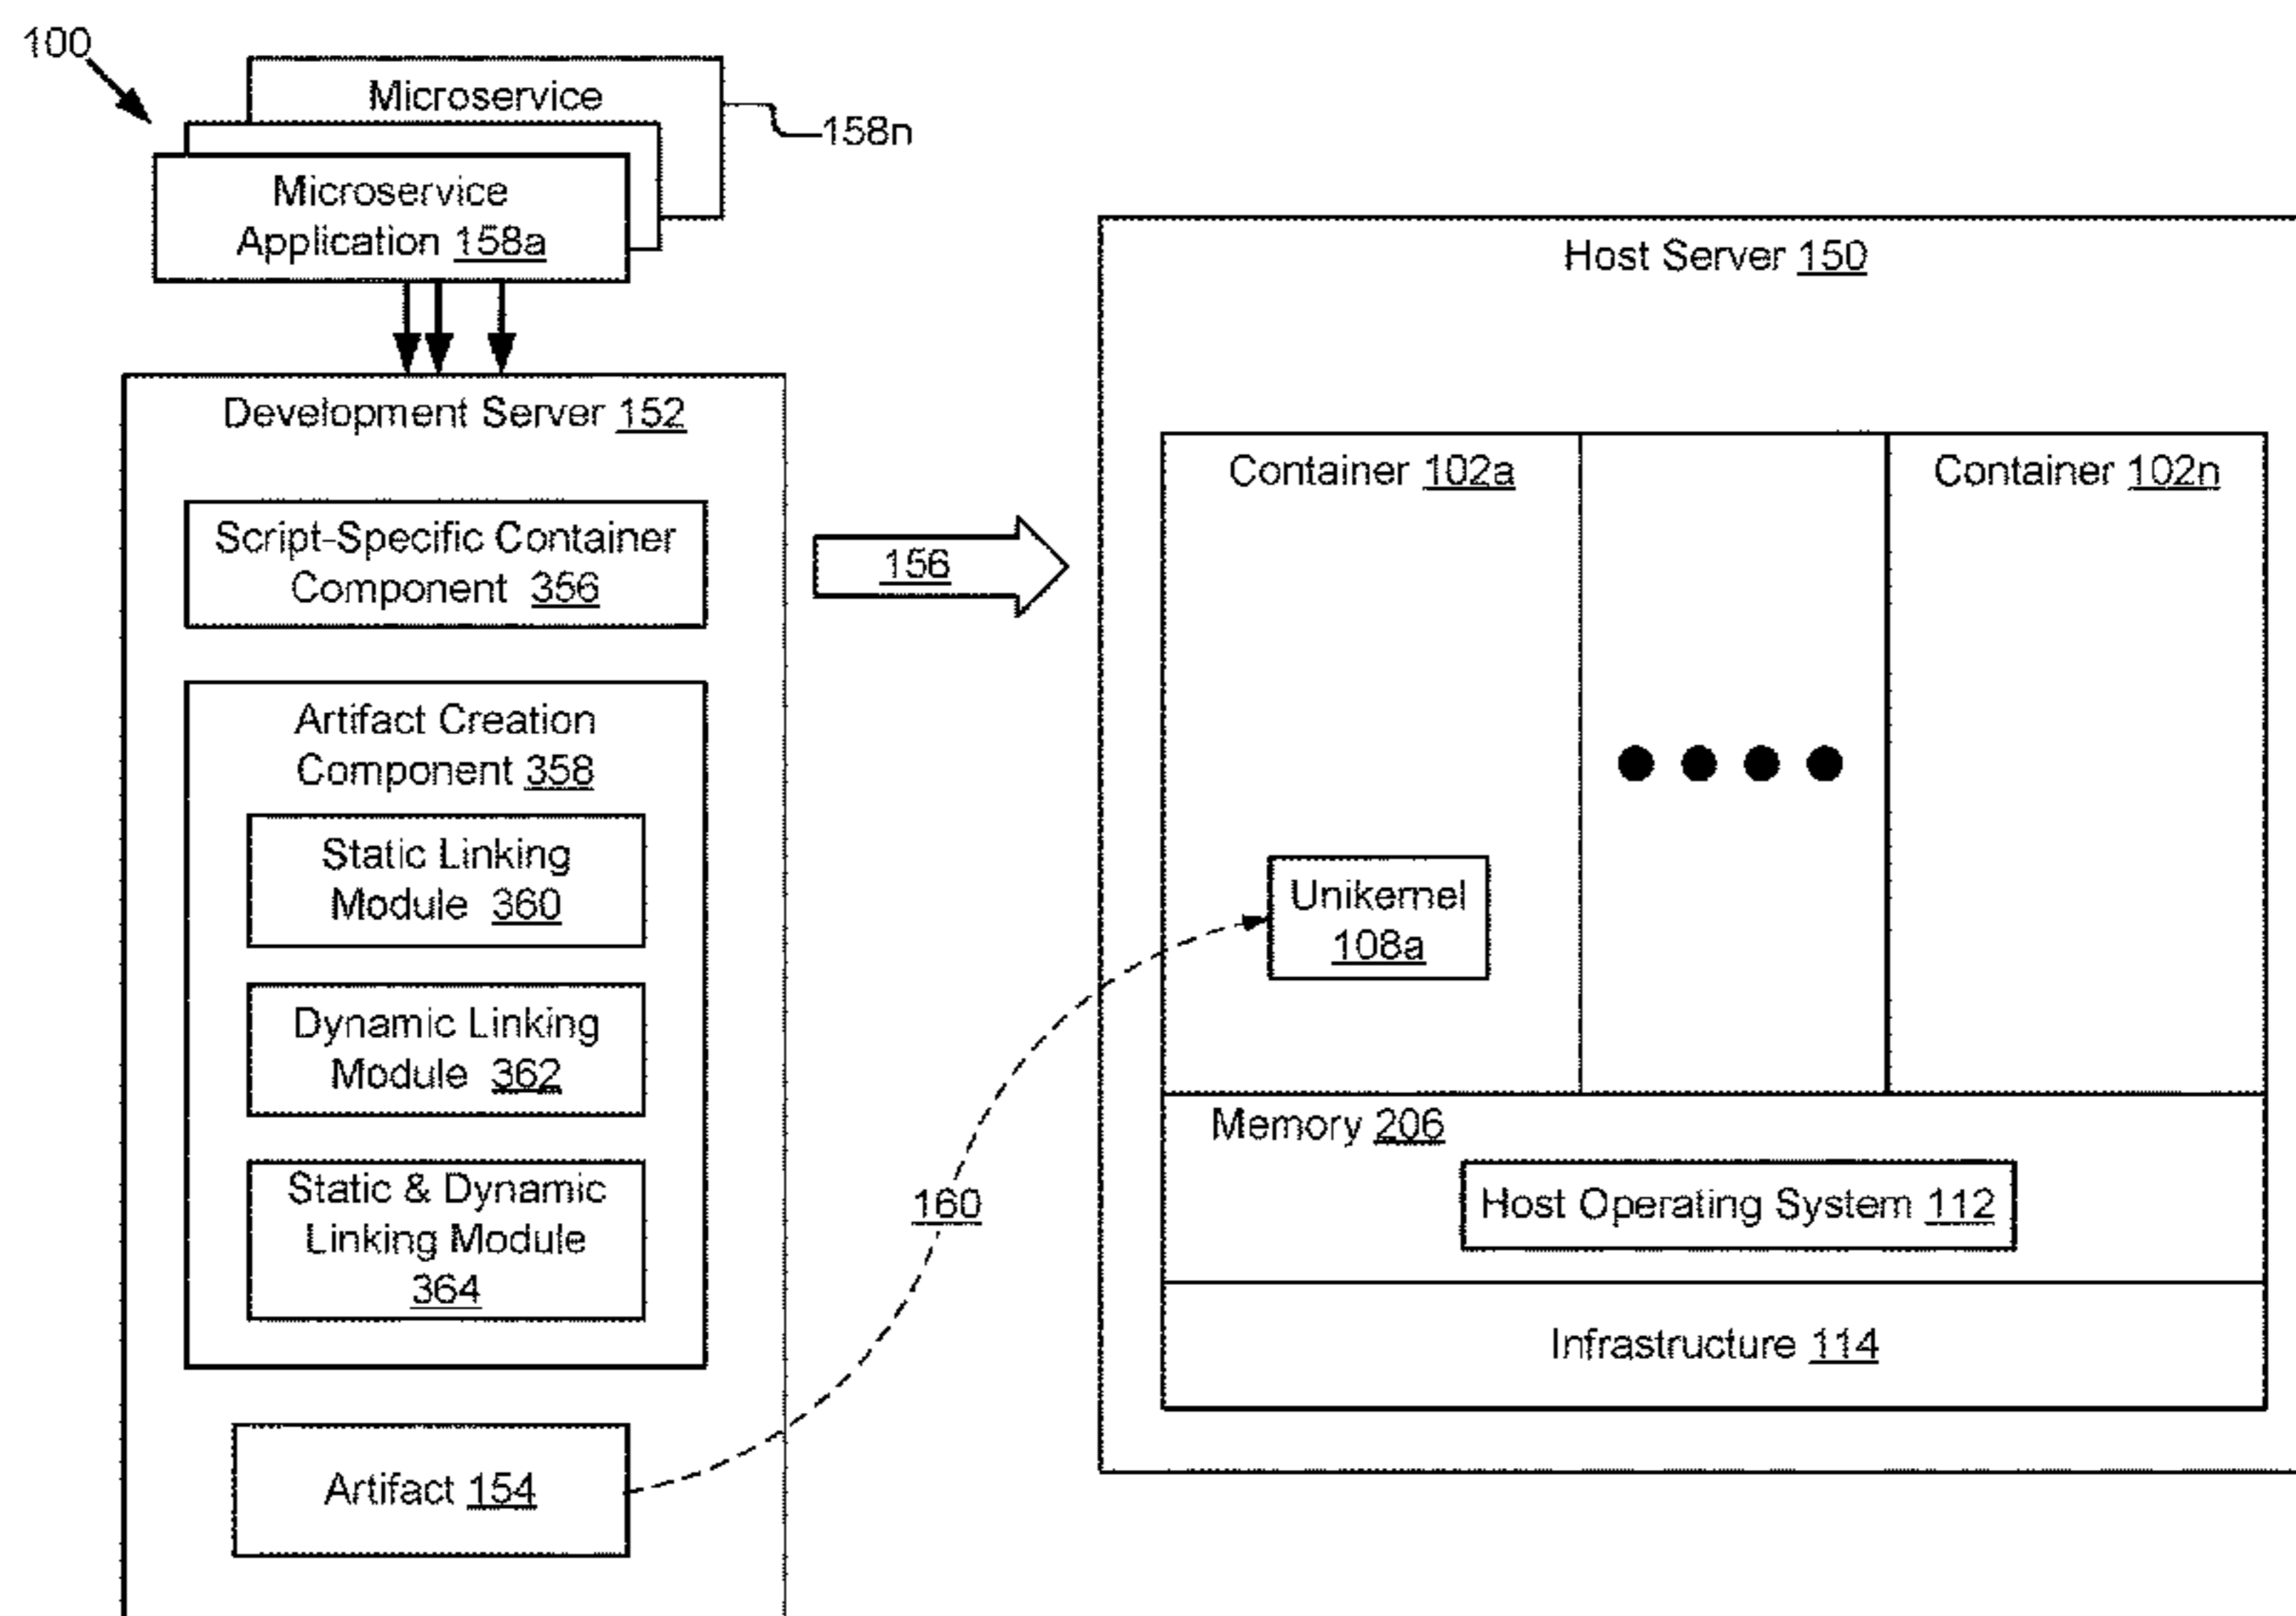 100
Microservice
158n
Microservice
Application 158a
Development Server 152
Script-Specific Container
Component 356
Artifact Creation
Component 358
Static Linking
Module 360
Dynamic Linking
Module 362
Static & Dynamic
Linking Module
364
Artifact 154
156
160
Host Server 150
Container 102a
Container 102n
Unikernel
108a
Memory 206
Host Operating System 112
Infrastructure 114